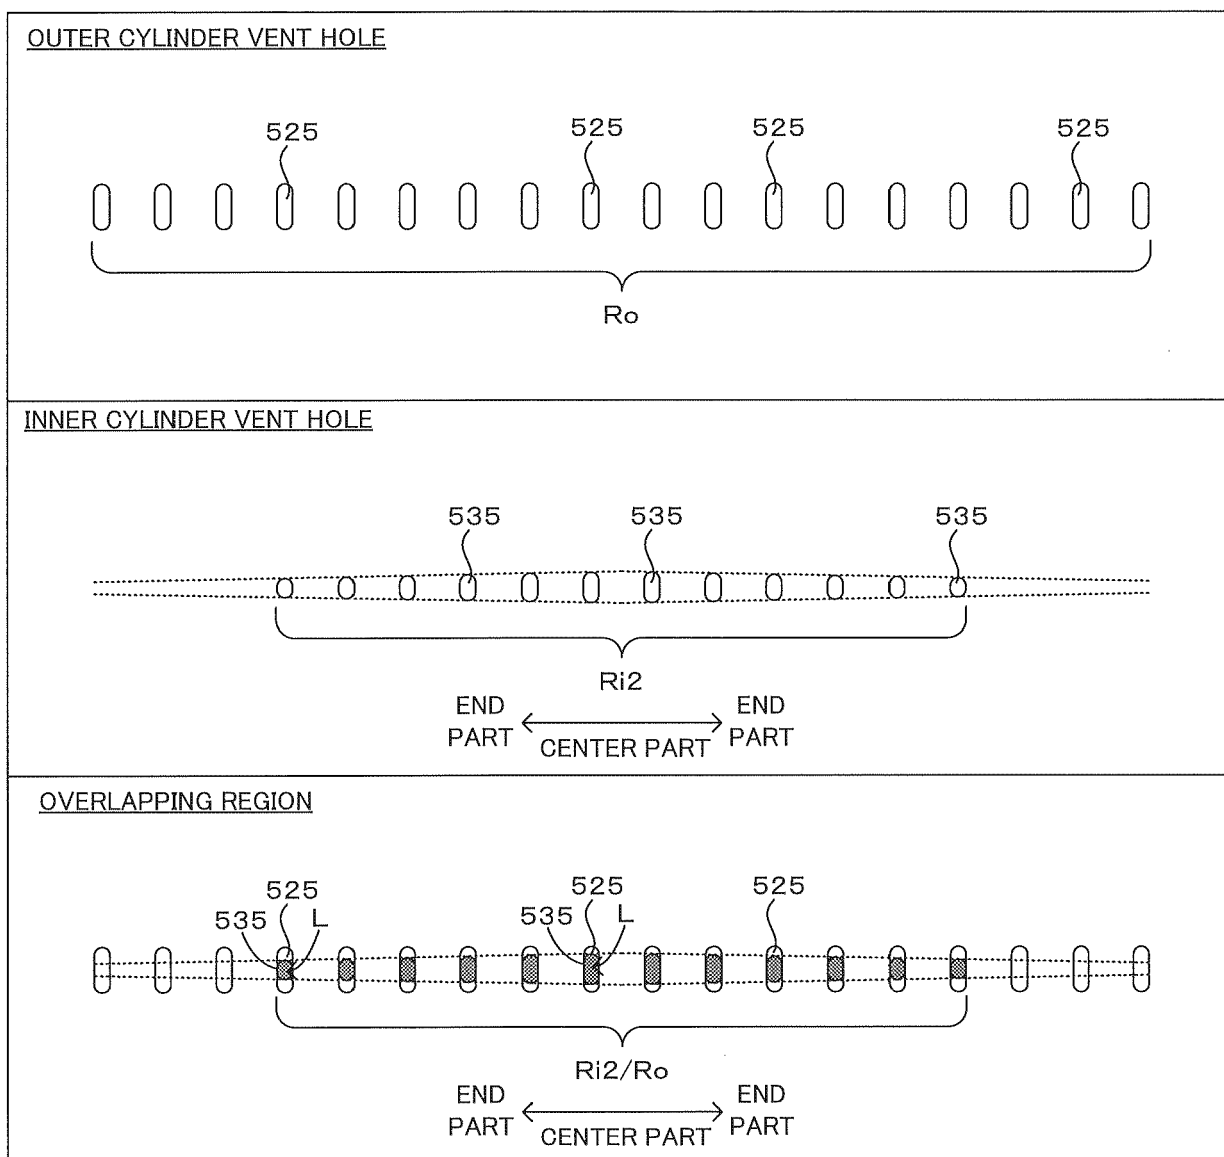 OUTER CYLINDER VENT HOLE
525 525 525 525
Ro
INNER CYLINDER VENT HOLE
535 535 535
Ri2
END PART CENTER PART END PART
OVERLAPPING REGION
535 525 L 535 525 L 525
Ri2/Ro
END PART CENTER PART END PART